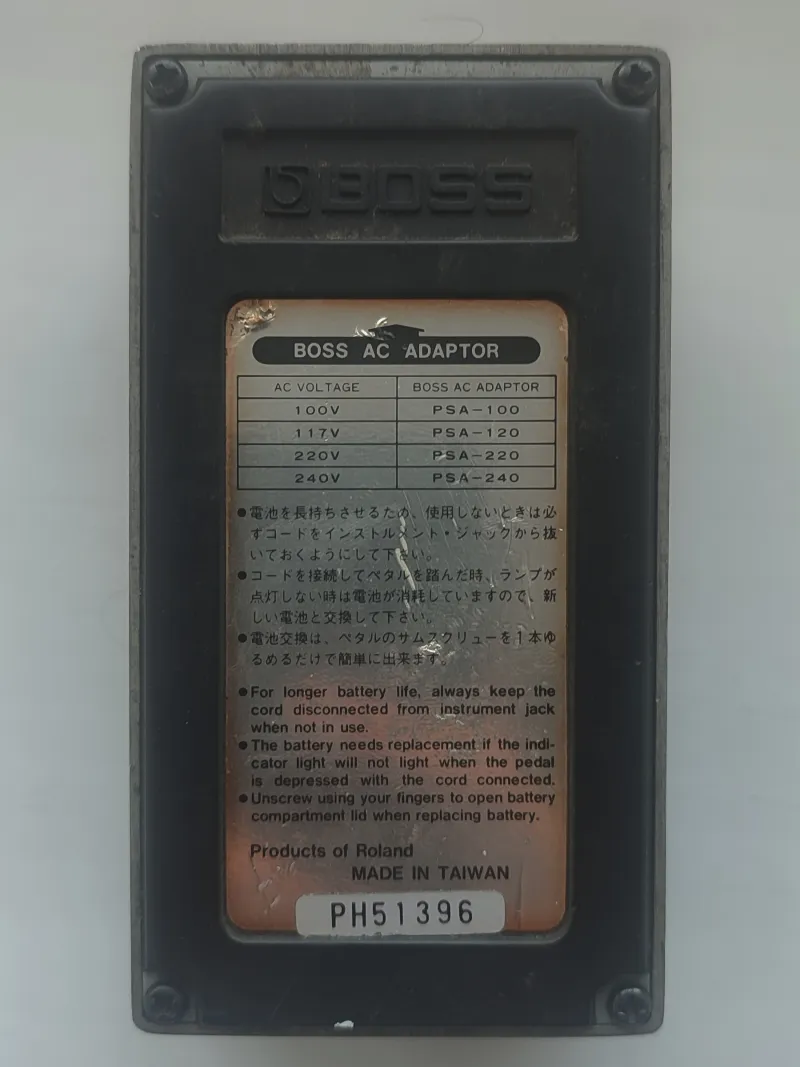 BOSS
BOSS AC ADAPTOR
AC VOLTAGE BOSS AC ADAPTOR
100V PSA-100
117V PSA-120
220V PSA-220
240V PSA-240
●電池を長持ちさせるため、使用しないときは必
ずコードをインストルメント・ジャックから抜
いておくようにして下さい。
●コードを接続してペダルを踏んだ時、ランプが
点灯しない時は電池が消耗していますので、新
しい電池と交換して下さい。
●電池交換は、ペダルのサムスクリューを1本ゆ
るめるだけで簡単に出来ます。
●For longer battery life, always keep the
cord disconnected from instrument jack
when not in use.
●The battery needs replacement if the indi-
cator light will not light when the pedal
is depressed with the cord connected.
●Unscrew using your fingers to open battery
compartment lid when replacing battery.
Products of Roland
MADE IN TAIWAN
PH51396